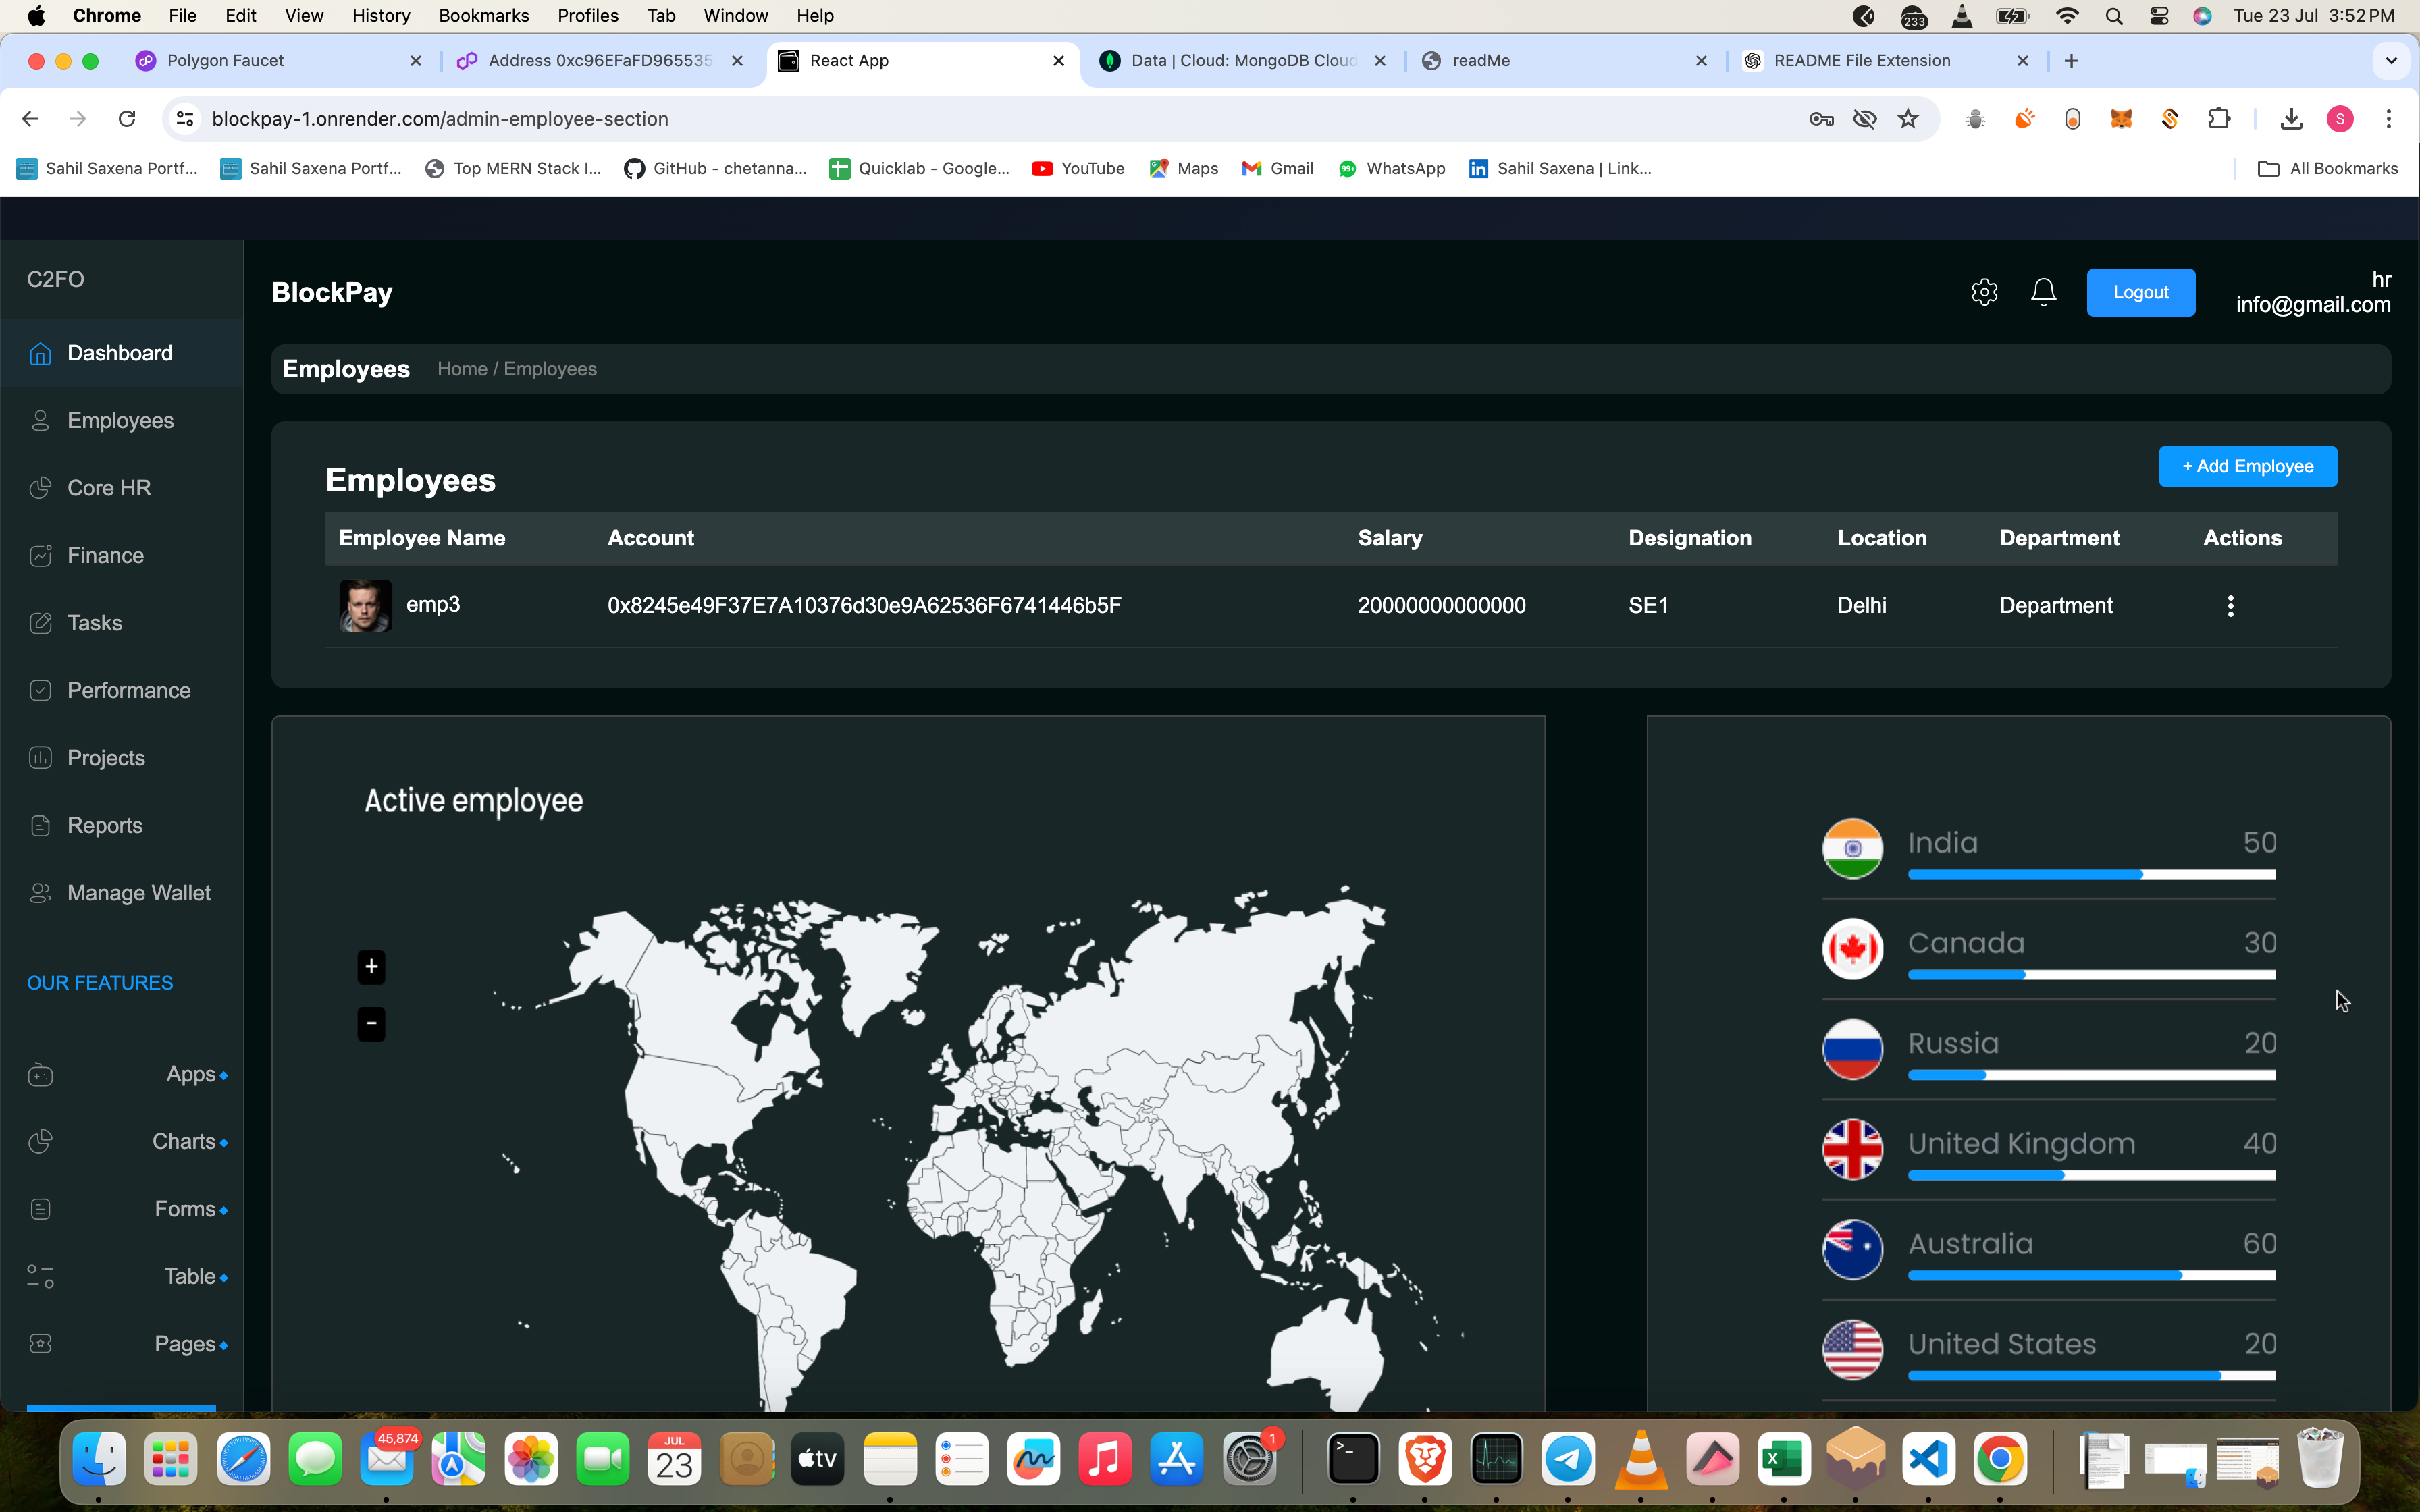 Chrome File Edit View History Bookmarks Profiles Tab Window Help 233 Tue 23 Jul 3:52 PM
Polygon Faucet Address 0xc96EFaFD965535 React App Data | Cloud: MongoDB Cloud readMe README File Extension
blockpay-1.onrender.com/admin-employee-section S
Sahil Saxena Portf... Sahil Saxena Portf... Top MERN Stack I... GitHub - chetanna... Quicklab - Google... YouTube Maps Gmail 99+ WhatsApp Sahil Saxena | Link... All Bookmarks
C2FO
Dashboard
Employees
Core HR
Finance
Tasks
Performance
Projects
Reports
Manage Wallet
OUR FEATURES
Apps
Charts
Forms
Table
Pages
BlockPay
Logout
hr
info@gmail.com
Employees Home / Employees
Employees
+ Add Employee
Employee Name Account Salary Designation Location Department Actions
emp3 0x8245e49F37E7A10376d30e9A62536F6741446b5F 20000000000000 SE1 Delhi Department
Active employee
+
-
India 50
Canada 30
Russia 20
United Kingdom 40
Australia 60
United States 20
45,874
JUL
23
tv
1